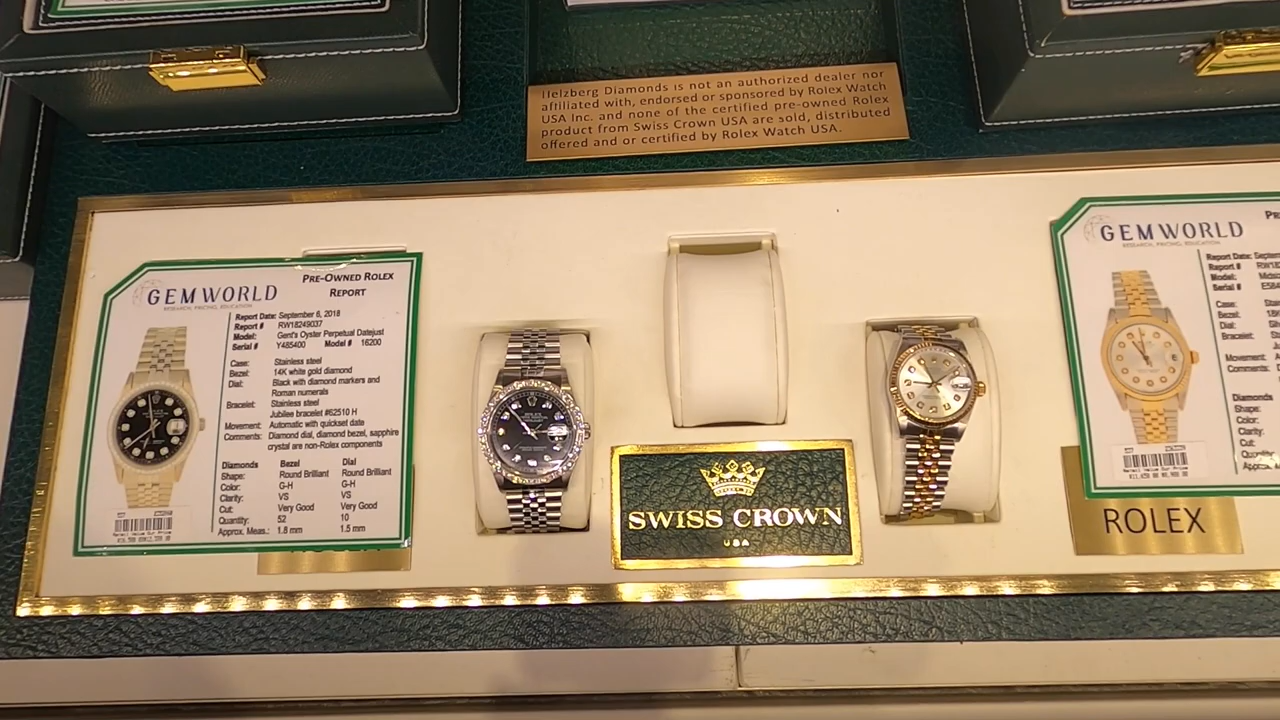 Helzberg Diamonds is not an authorized dealer nor
affiliated with, endorsed or sponsored by Rolex Watch
USA Inc. and none of the certified pre-owned Rolex
product from Swiss Crown USA are sold, distributed
offered and or certified by Rolex Watch USA.
GEMWORLD
RESEARCH, PRICING, EDUCATION
PRE-OWNED ROLEX
REPORT
Report Date: September 6, 2018
Report # RW18249037
Model: Gent's Oyster Perpetual Datejust
Serial # Y485400 Model # 16200
Case: Stainless steel
Bezel: 14K white gold diamond
Dial: Black with diamond markers and
Roman numerals
Bracelet: Stainless steel
Jubilee bracelet #62510 H
Movement: Automatic with quickset date
Comments: Diamond dial, diamond bezel, sapphire
crystal are non-Rolex components
Diamonds Bezel Dial
Shape: Round Brilliant Round Brilliant
Color: G-H G-H
Clarity: VS VS
Cut: Very Good Very Good
Quantity: 52 10
Approx. Meas.: 1.8 mm 1.5 mm
Retail Value Our Price
SWISS CROWN
USA
GEMWORLD
RESEARCH, PRICING, EDUCATION
Report #
Model:
Serial #
Case:
Bezel:
Dial:
Bracelet:
Movement:
Comments:
Diamonds
Shape:
Color:
Clarity:
Cut:
Retail Value Our Price
ROLEX